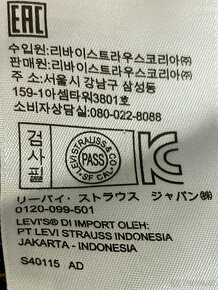 EAC
수입원: 리바이스트라우스코리아㈜
판매원: 리바이스트라우스코리아㈜
주소: 서울시 강남구 삼성동
159-1아셈타워3801호
소비자상담실: 080-022-8088
검사필
LEVI STRAUSS & CO
PASS
S.F. CAL.
リーバイ・ストラウス ジャパン㈱
0120-099-501
LEVI'S® DI IMPORT OLEH:
PT LEVI STRAUSS INDONESIA
JAKARTA - INDONESIA
S40115 AD